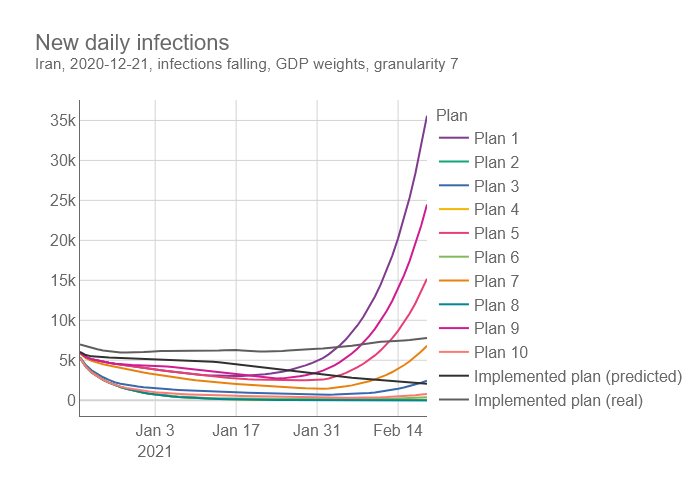 New daily infections
Iran, 2020-12-21, infections falling, GDP weights, granularity 7
35k
30k
25k
20k
15k
10k
5k
0
Jan 3
2021
Jan 17
Jan 31
Feb 14
Plan
Plan 1
Plan 2
Plan 3
Plan 4
Plan 5
Plan 6
Plan 7
Plan 8
Plan 9
Plan 10
Implemented plan (predicted)
Implemented plan (real)